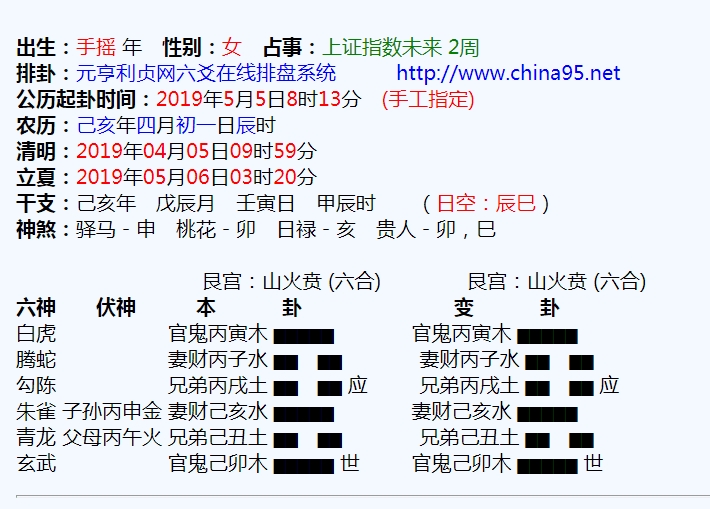 出生：手摇 年 性别：女 占事：上证指数未来 2周
排卦：元亨利贞网六爻在线排盘系统 http://www.china95.net
公历起卦时间：2019年5月5日8时13分 (手工指定)
农历：己亥年四月初一日辰时
清明：2019年04月05日09时59分
立夏：2019年05月06日03时20分
干支：己亥年 戊辰月 壬寅日 甲辰时 （日空：辰巳）
神煞：驿马－申 桃花－卯 日禄－亥 贵人－卯，巳
艮宫：山火贲 (六合) 艮宫：山火贲 (六合)
六神 伏神 本 卦 变 卦
白虎 官鬼丙寅木 官鬼丙寅木
腾蛇 妻财丙子水 妻财丙子水
勾陈 兄弟丙戌土 应 兄弟丙戌土 应
朱雀 子孙丙申金 妻财己亥水 妻财己亥水
青龙 父母丙午火 兄弟己丑土 兄弟己丑土
玄武 官鬼己卯木 世 官鬼己卯木 世